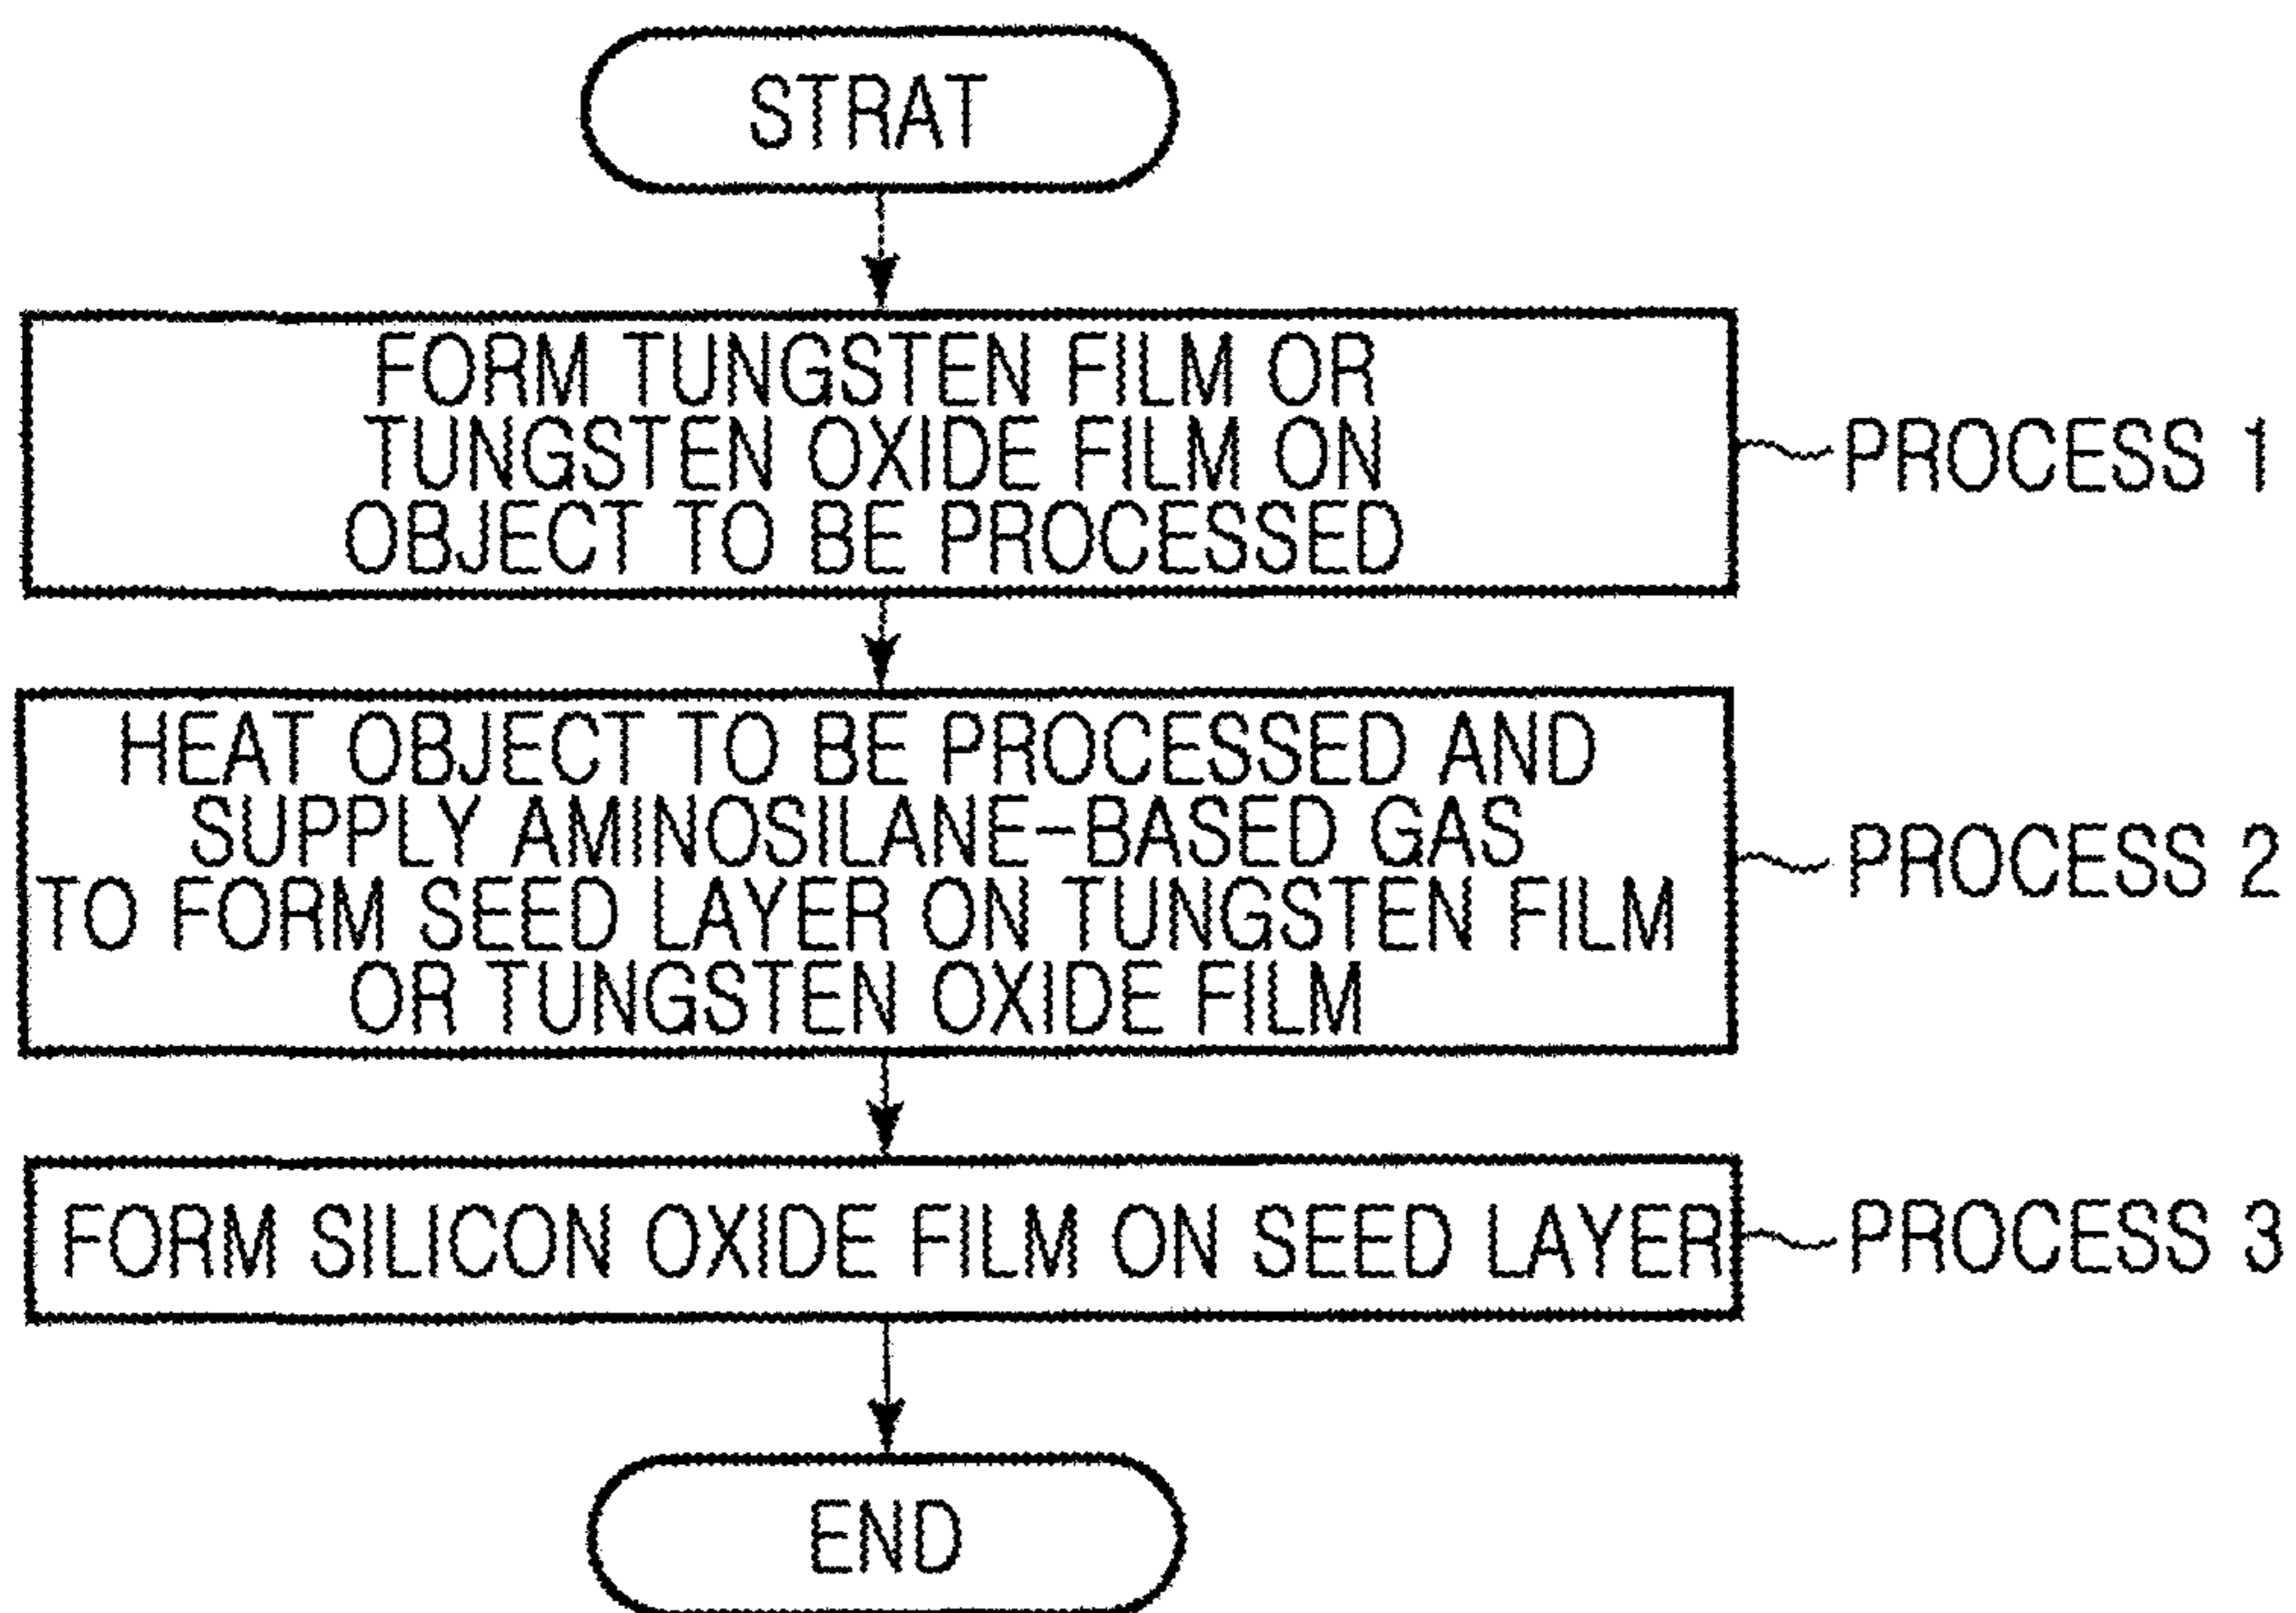 STRAT
FORM TUNGSTEN FILM OR
TUNGSTEN OXIDE FILM ON
OBJECT TO BE PROCESSED
PROCESS 1
HEAT OBJECT TO BE PROCESSED AND
SUPPLY AMINOSILANE-BASED GAS
TO FORM SEED LAYER ON TUNGSTEN FILM
OR TUNGSTEN OXIDE FILM
PROCESS 2
FORM SILICON OXIDE FILM ON SEED LAYER
PROCESS 3
END